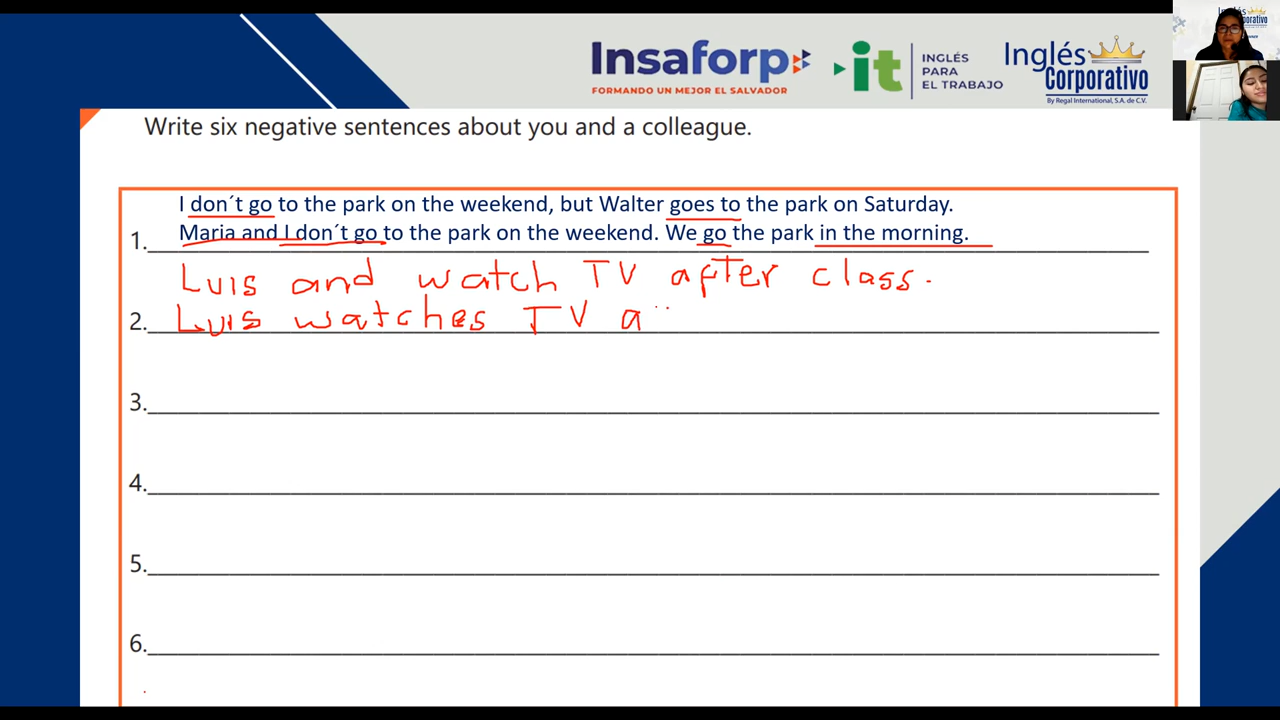 Insaforp
FORMANDO UN MEJOR EL SALVADOR
it
INGLÉS
PARA
EL TRABAJO
Inglés
Corporativo
By Regal International, S.A. de C.V.
Write six negative sentences about you and a colleague.
I don´t go to the park on the weekend, but Walter goes to the park on Saturday.
1. Maria and I don´t go to the park on the weekend. We go the park in the morning.
Luis and watch TV after class.
2. Luis watches TV a
3.
4.
5.
6.